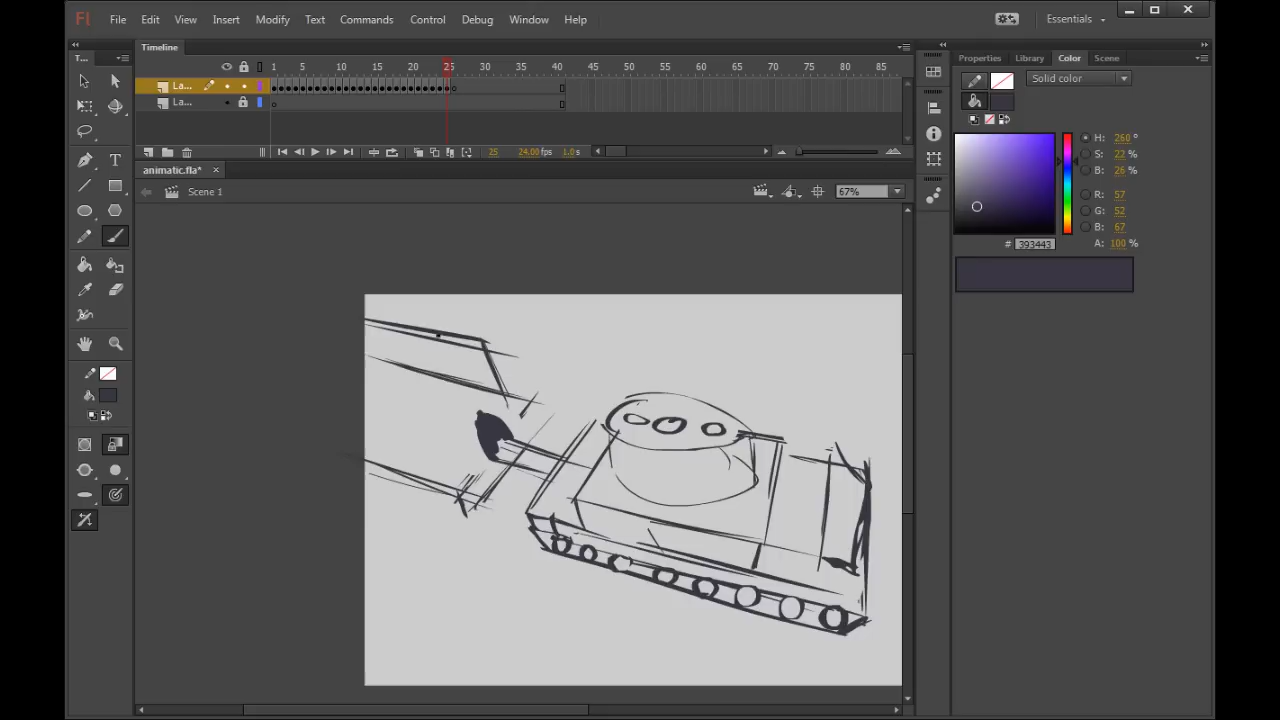 Fl File Edit View Insert Modify Text Commands Control Debug Window Help Essentials
T... Timeline
1 5 10 15 20 25 30 35 40 45 50 55 60 65 70 75 80 85
La...
La...
25 24.00 fps 1.0 s
animatic.fla* ×
Scene 1 67%
Properties Library Color Scene
Solid color
H: 260 °
S: 22 %
B: 26 %
R: 57
G: 52
B: 67
# 393443 A: 100 %